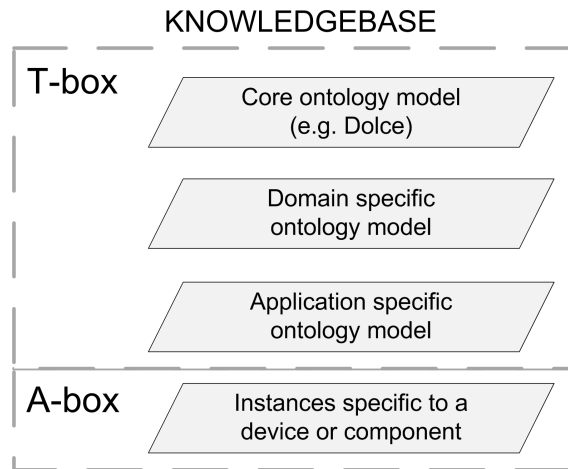 KNOWLEDGEBASE
T-box
Core ontology model
(e.g. Dolce)
Domain specific
ontology model
Application specific
ontology model
A-box
Instances specific to a
device or component